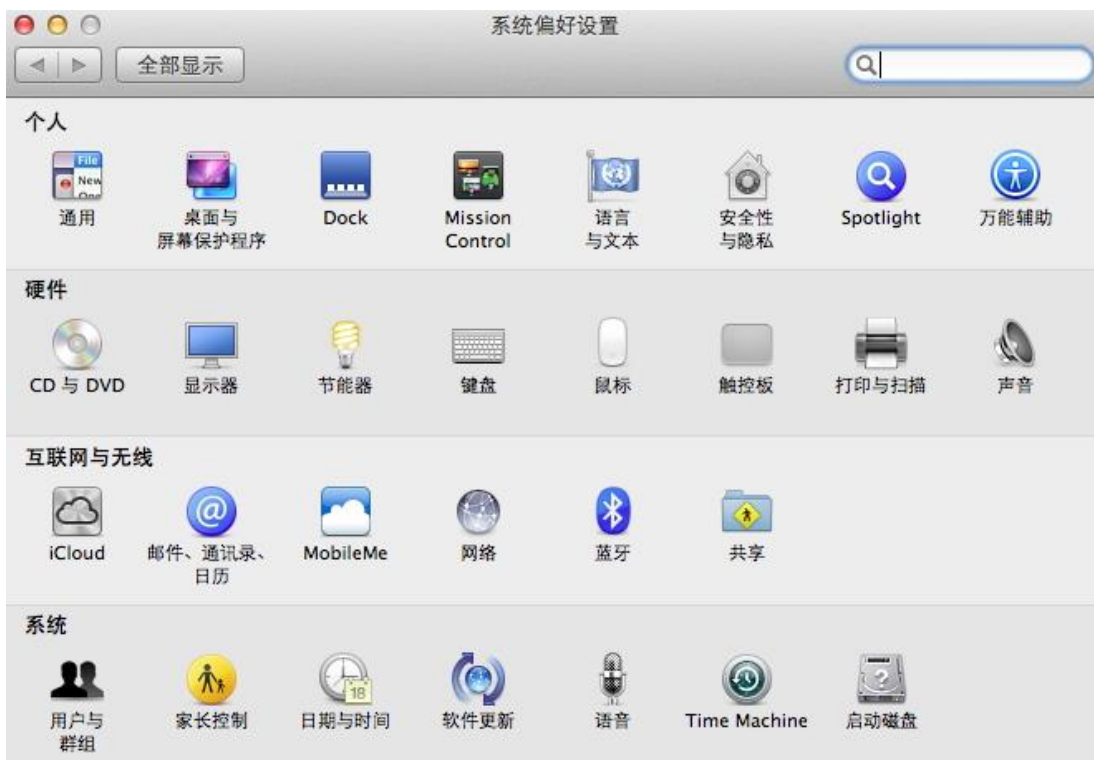 系统偏好设置
全部显示
个人
File
New
通用
桌面与
屏幕保护程序
Dock
Mission
Control
语言
与文本
安全性
与隐私
Spotlight
万能辅助
硬件
CD 与 DVD
显示器
节能器
键盘
鼠标
触控板
打印与扫描
声音
互联网与无线
iCloud
@
邮件、通讯录、
日历
MobileMe
网络
蓝牙
共享
系统
用户与
群组
家长控制
18
日期与时间
软件更新
语音
Time Machine
?
启动磁盘